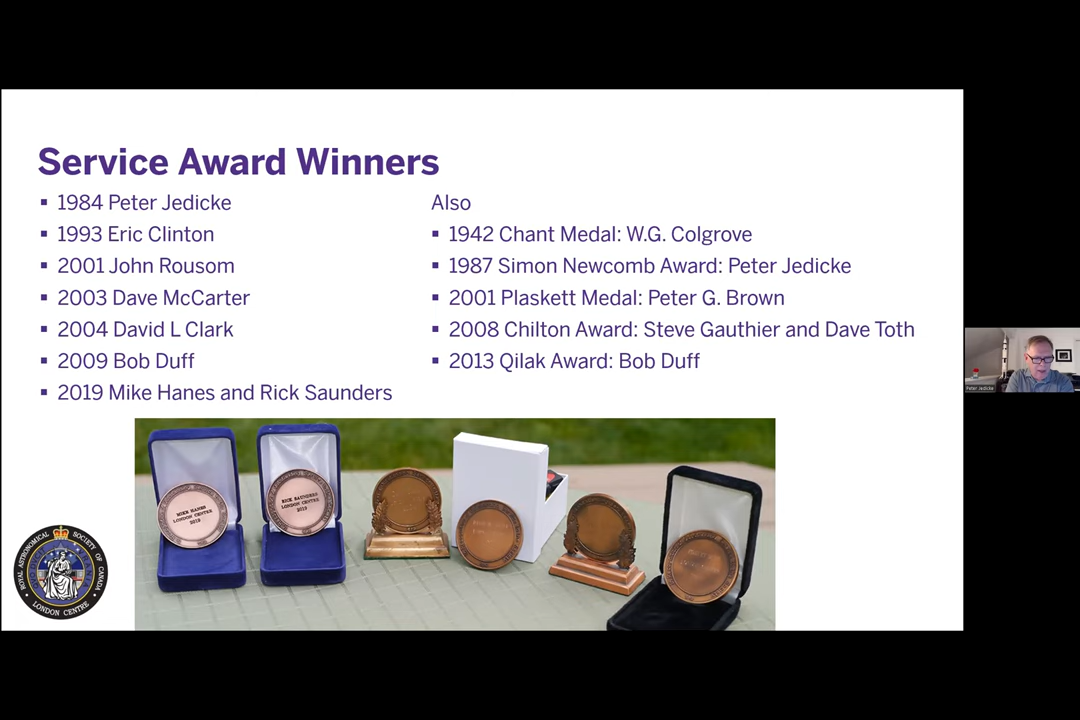 Service Award Winners
▪ 1984 Peter Jedicke
▪ 1993 Eric Clinton
▪ 2001 John Rousom
▪ 2003 Dave McCarter
▪ 2004 David L Clark
▪ 2009 Bob Duff
▪ 2019 Mike Hanes and Rick Saunders
Also
▪ 1942 Chant Medal: W.G. Colgrove
▪ 1987 Simon Newcomb Award: Peter Jedicke
▪ 2001 Plaskett Medal: Peter G. Brown
▪ 2008 Chilton Award: Steve Gauthier and Dave Toth
▪ 2013 Qilak Award: Bob Duff
MIKE HANES
LONDON CENTRE
2019
RICK SAUNDERS
LONDON CENTRE
2019
ROYAL ASTRONOMICAL SOCIETY OF CANADA
LONDON CENTRE
Peter Jedicke